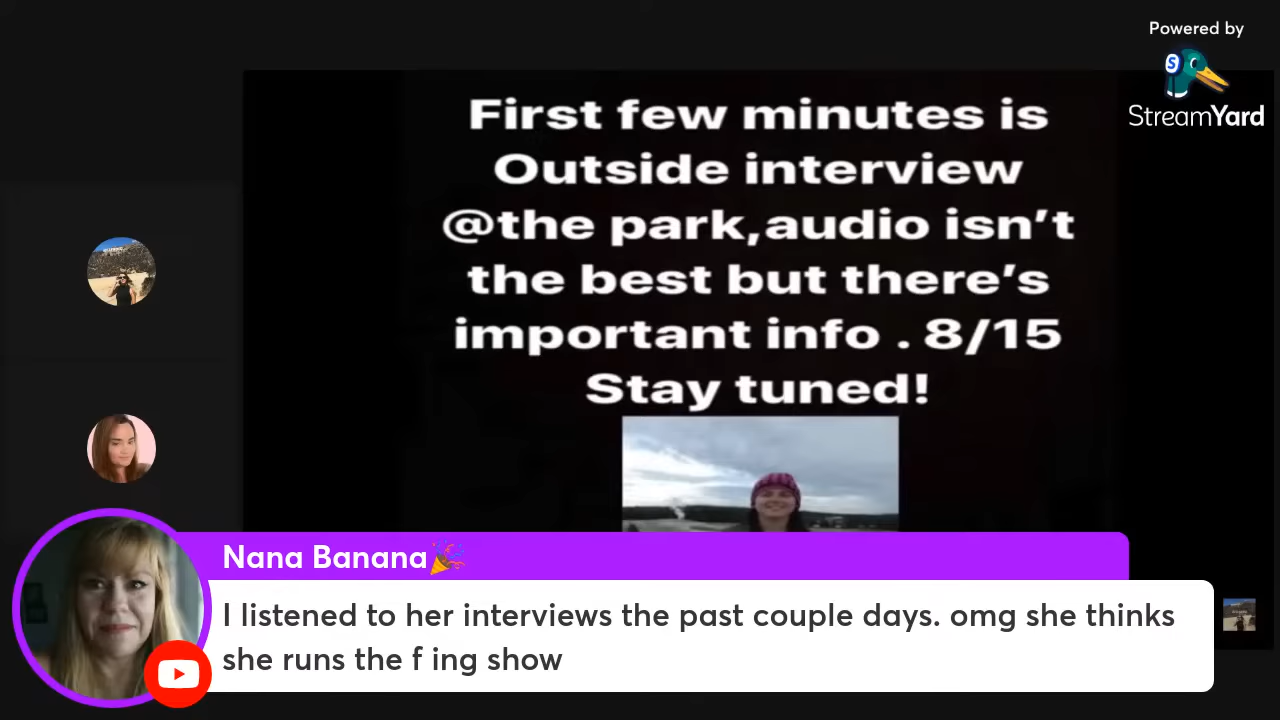 Powered by
StreamYard
First few minutes is
Outside interview
@the park,audio isn’t
the best but there’s
important info . 8/15
Stay tuned!
Nana Banana🎉
I listened to her interviews the past couple days. omg she thinks
she runs the f ing show